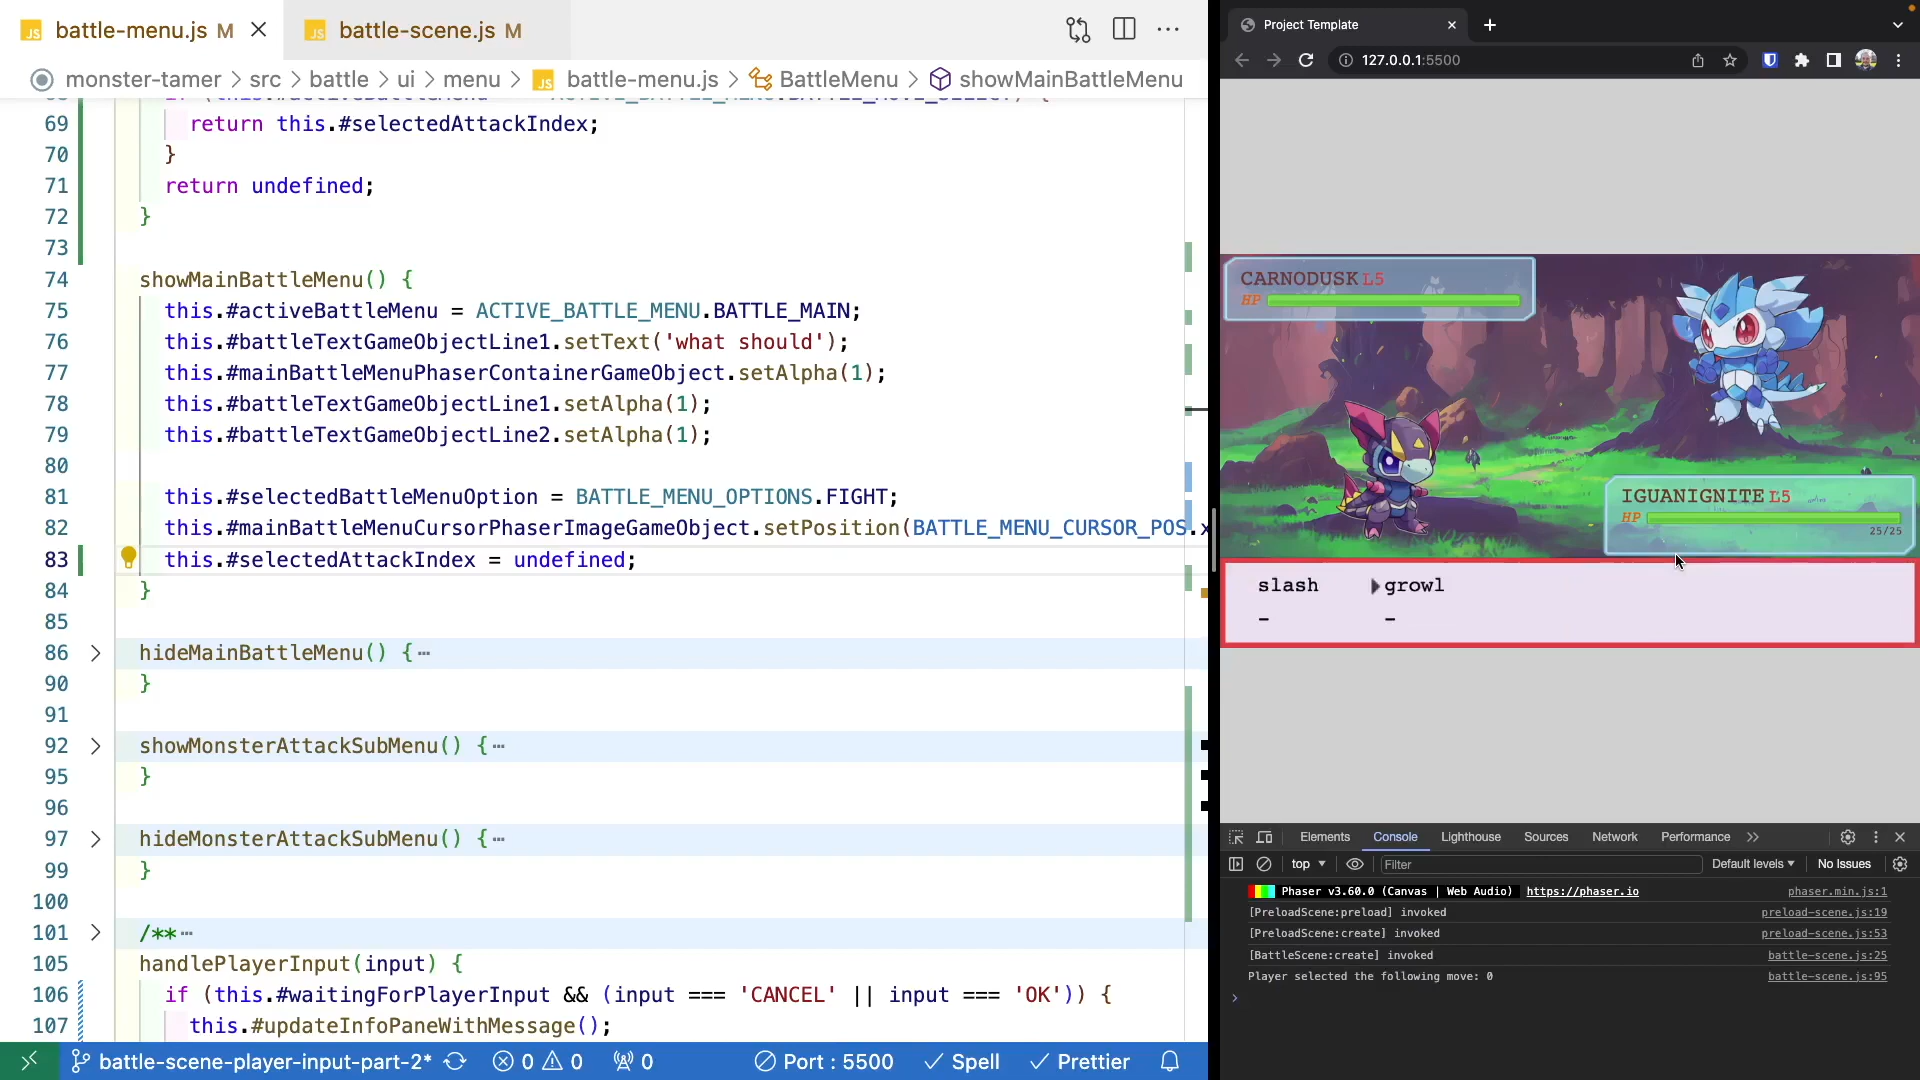 battle-menu.js M
battle-scene.js M
monster-tamer > src > battle > ui > menu > battle-menu.js > BattleMenu > showMainBattleMenu
69 return this.#selectedAttackIndex;
70 }
71 return undefined;
72 }
73
74 showMainBattleMenu() {
75 this.#activeBattleMenu = ACTIVE_BATTLE_MENU.BATTLE_MAIN;
76 this.#battleTextGameObjectLine1.setText('what should');
77 this.#mainBattleMenuPhaserContainerGameObject.setAlpha(1);
78 this.#battleTextGameObjectLine1.setAlpha(1);
79 this.#battleTextGameObjectLine2.setAlpha(1);
80
81 this.#selectedBattleMenuOption = BATTLE_MENU_OPTIONS.FIGHT;
82 this.#mainBattleMenuCursorPhaserImageGameObject.setPosition(BATTLE_MENU_CURSOR_POS.x
83 this.#selectedAttackIndex = undefined;
84 }
85
86 hideMainBattleMenu() {⋯
90 }
91
92 showMonsterAttackSubMenu() {⋯
95 }
96
97 hideMonsterAttackSubMenu() {⋯
99 }
100
101 /**⋯
105 handlePlayerInput(input) {
106 if (this.#waitingForPlayerInput && (input === 'CANCEL' || input === 'OK')) {
107 this.#updateInfoPaneWithMessage();
battle-scene-player-input-part-2* 0 0 0 Port : 5500 Spell Prettier
Project Template
127.0.0.1:5500
CARNODUSK L5
HP
IGUANIGNITE L5
HP
25/25
slash growl
- -
Elements Console Lighthouse Sources Network Performance
top Filter Default levels No Issues
Phaser v3.60.0 (Canvas | Web Audio) https://phaser.io phaser.min.js:1
[PreloadScene:preload] invoked preload-scene.js:19
[PreloadScene:create] invoked preload-scene.js:53
[BattleScene:create] invoked battle-scene.js:25
Player selected the following move: 0 battle-scene.js:95